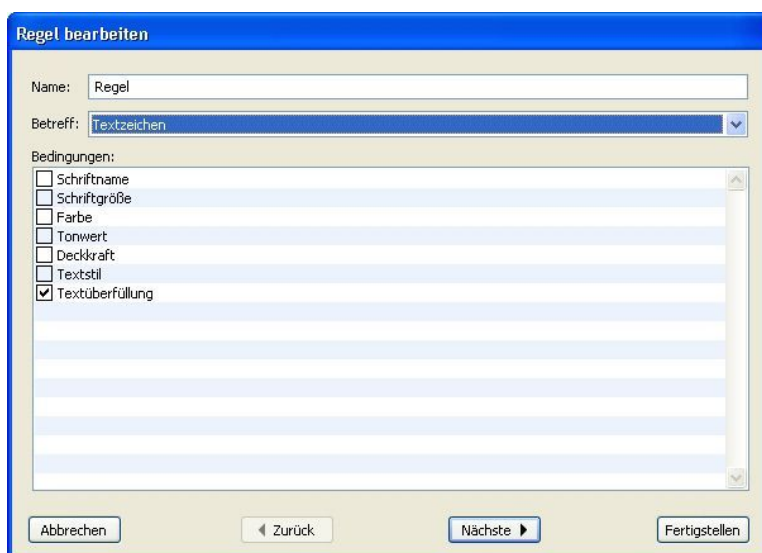 Regel bearbeiten
Name: Regel
Betreff: Textzeichen
Bedingungen:
Schriftname
Schriftgröße
Farbe
Tonwert
Deckkraft
Textstil
Textüberfüllung
Abbrechen Zurück Nächste Fertigstellen